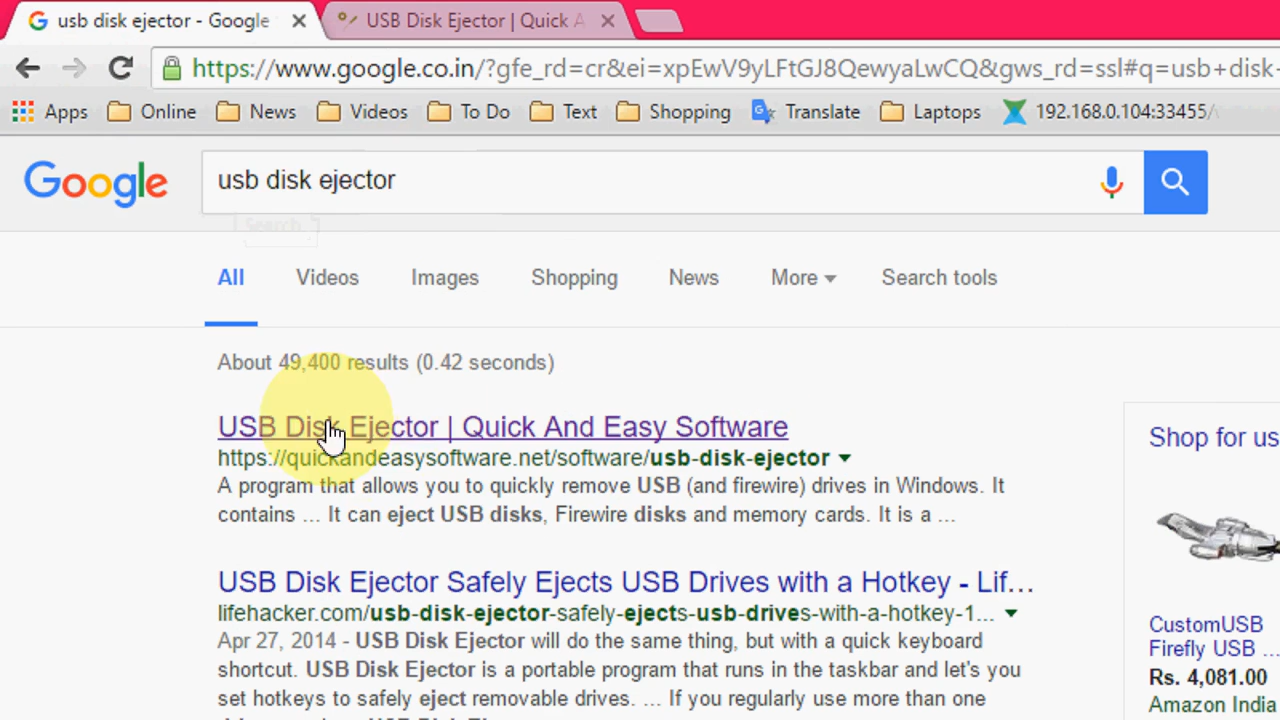 usb disk ejector - Google
USB Disk Ejector | Quick A
https://www.google.co.in/?gfe_rd=cr&ei=xpEwV9yLFtGJ8QewyaLwCQ&gws_rd=ssl#q=usb+disk-
Apps Online News Videos To Do Text Shopping Translate Laptops 192.168.0.104:33455/
Google
usb disk ejector
Search
All Videos Images Shopping News More Search tools
About 49,400 results (0.42 seconds)
USB Disk Ejector | Quick And Easy Software
https://quickandeasysoftware.net/software/usb-disk-ejector
A program that allows you to quickly remove USB (and firewire) drives in Windows. It
contains ... It can eject USB disks, Firewire disks and memory cards. It is a ...
USB Disk Ejector Safely Ejects USB Drives with a Hotkey - Lif...
lifehacker.com/usb-disk-ejector-safely-ejects-usb-drives-with-a-hotkey-1...
Apr 27, 2014 - USB Disk Ejector will do the same thing, but with a quick keyboard
shortcut. USB Disk Ejector is a portable program that runs in the taskbar and let's you
set hotkeys to safely eject removable drives. ... If you regularly use more than one
Shop for us
CustomUSB
Firefly USB ...
Rs. 4,081.00
Amazon India